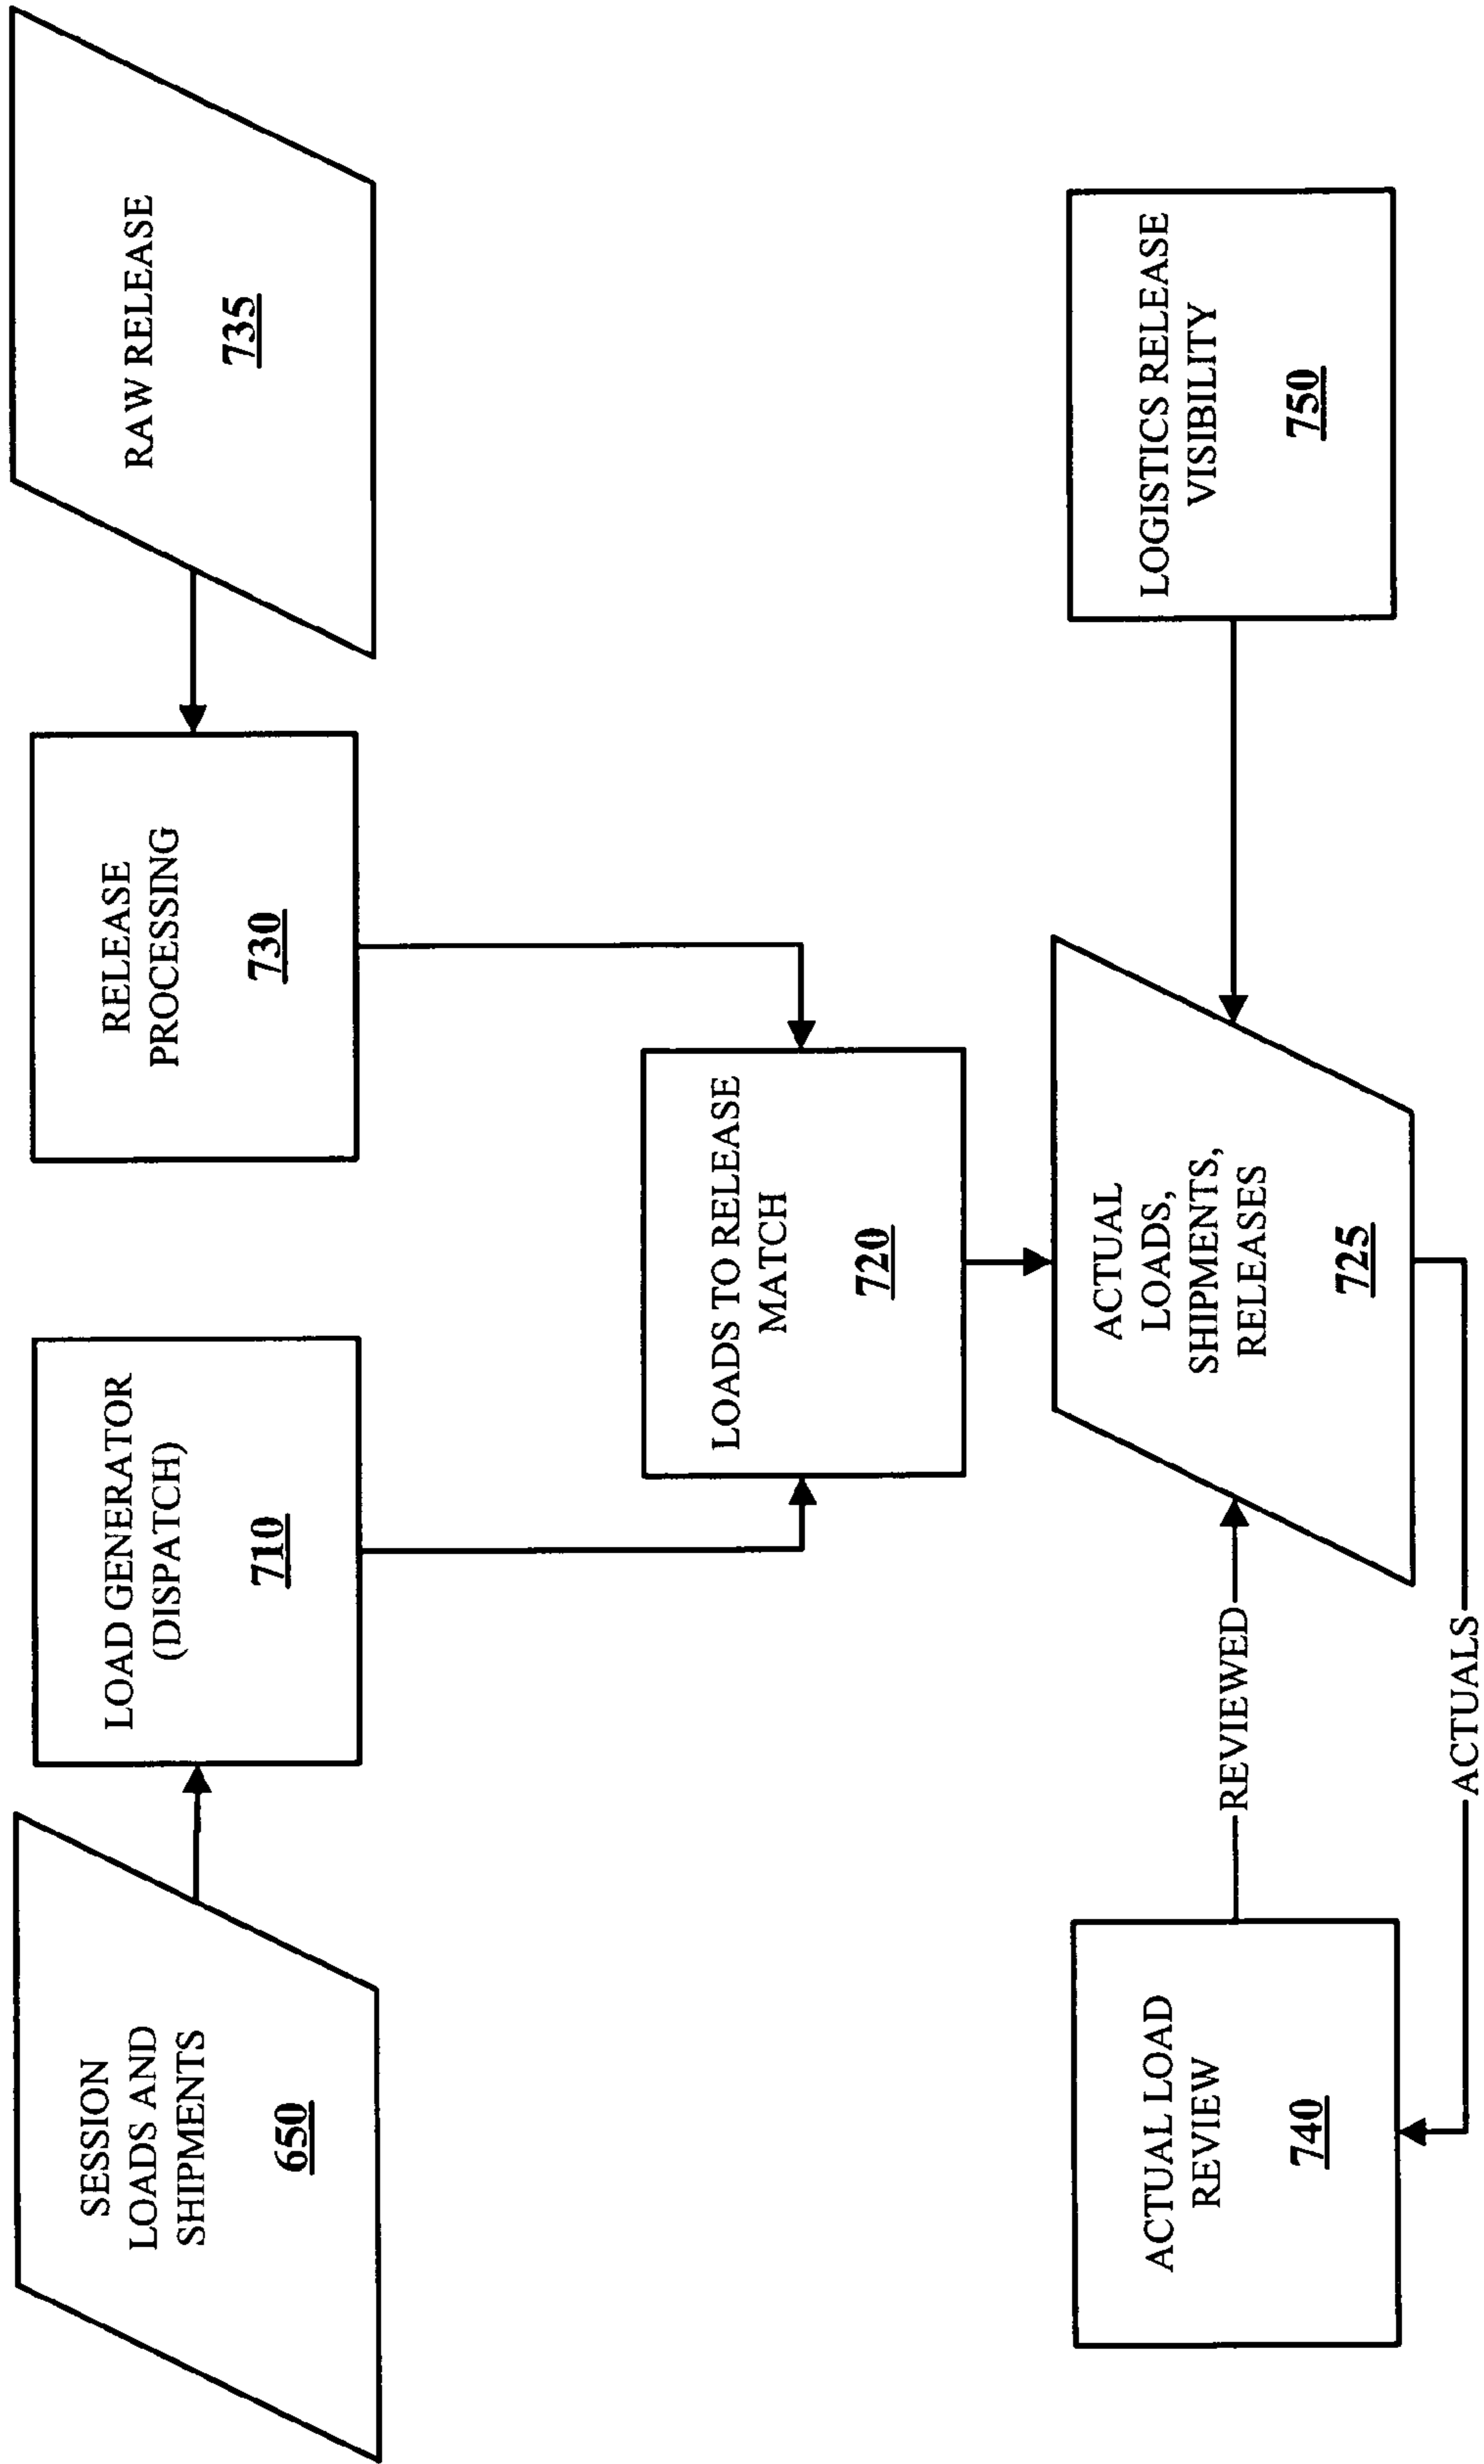 SESSION
LOADS AND
SHIPMENTS
650
LOAD GENERATOR
(DISPATCH)
710
RELEASE
PROCESSING
730
RAW RELEASE
735
LOADS TO RELEASE
MATCH
720
ACTUAL LOAD
REVIEW
740
REVIEWED
ACTUAL
LOADS,
SHIPMENTS,
RELEASES
725
LOGISTICS RELEASE
VISIBILITY
750
ACTUALS